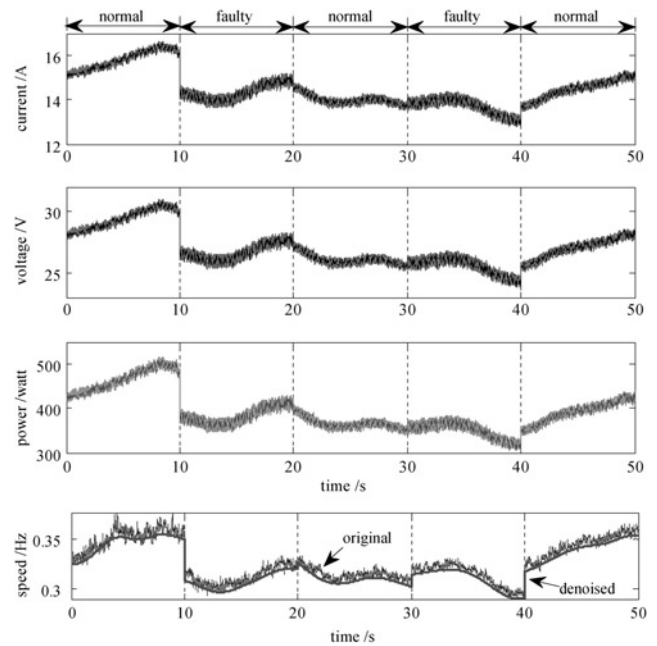 normal faulty normal faulty normal
current /A
16
14
12
0 10 20 30 40 50
voltage /V
30
25
0 10 20 30 40 50
power /watt
500
400
300
0 10 20 30 40 50
time /s
speed /Hz
0.35
0.3
original
denoised
0 10 20 30 40 50
time /s